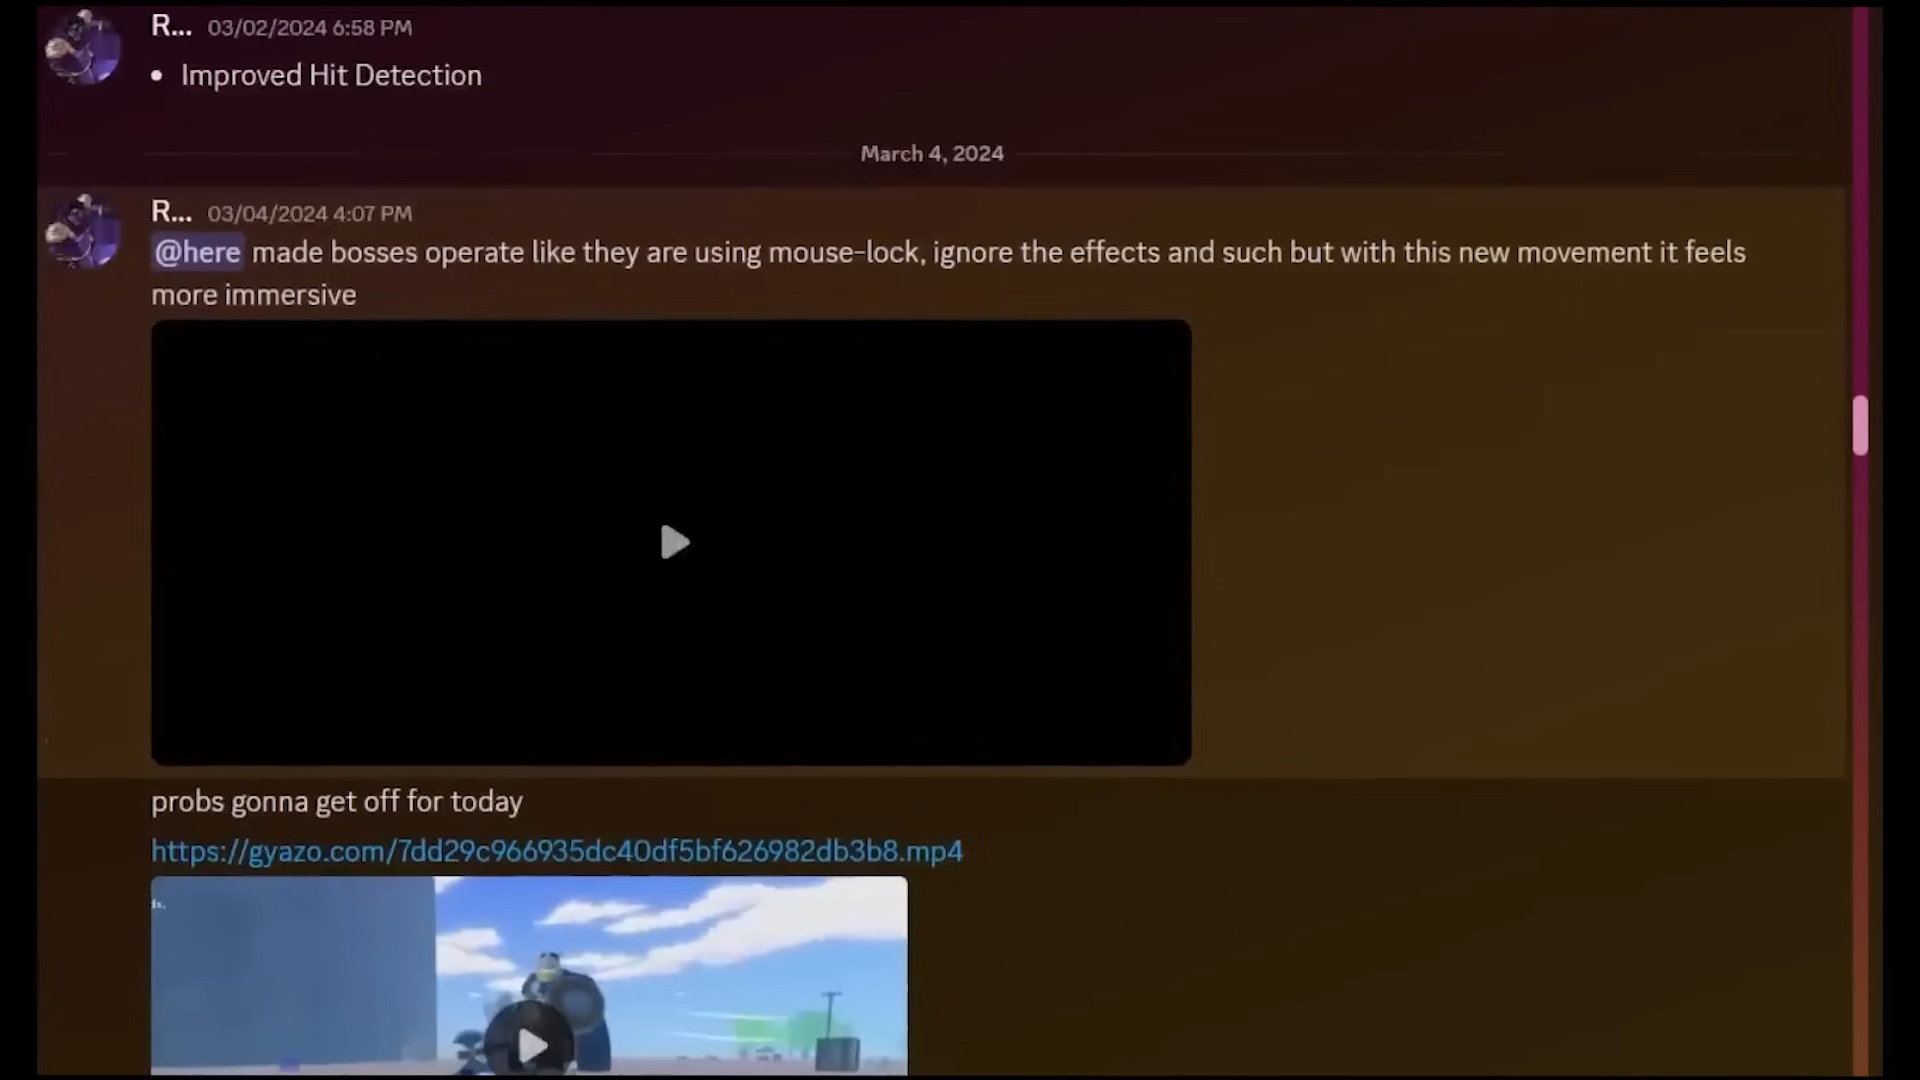 R... 03/02/2024 6:58 PM
• Improved Hit Detection
March 4, 2024
R... 03/04/2024 4:07 PM
@here made bosses operate like they are using mouse-lock, ignore the effects and such but with this new movement it feels
more immersive
probs gonna get off for today
https://gyazo.com/7dd29c966935dc40df5bf626982db3b8.mp4